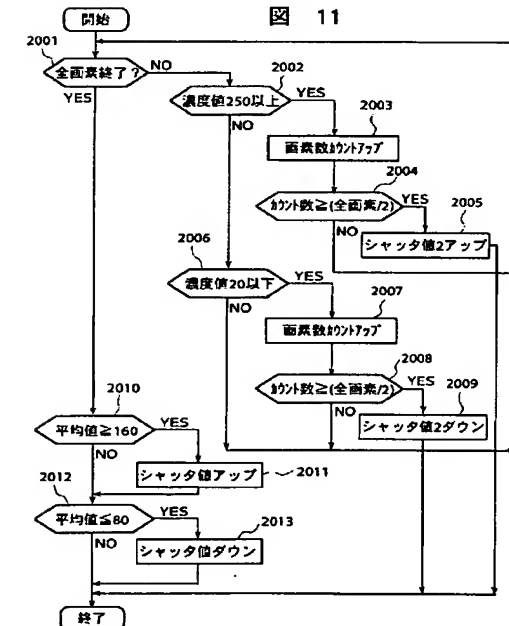 図 11
開始
2001
全画素終了?
NO
YES
2002
濃度値250以上
YES
NO
2003
画素数ｶｳﾝﾄｱｯﾌﾟ
2004
ｶｳﾝﾄ数≧(全画素/2)
YES
NO
2005
シャッタ値2アップ
2006
濃度値20以下
YES
NO
2007
画素数ｶｳﾝﾄｱｯﾌﾟ
2008
ｶｳﾝﾄ数≧(全画素/2)
YES
NO
2009
シャッタ値2ダウン
2010
平均値≧160
YES
NO
シャッタ値アップ
2011
2012
平均値≦80
YES
NO
2013
シャッタ値ダウン
終了